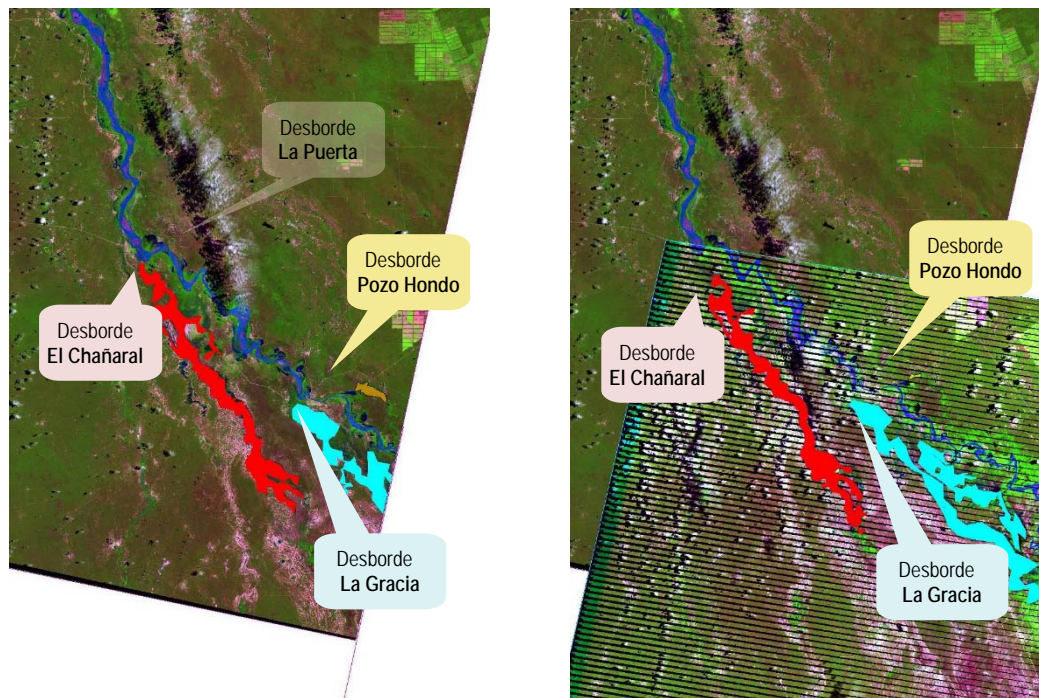 Desborde
La Puerta
Desborde
Pozo Hondo
Desborde
El Chañaral
Desborde
La Gracia
Desborde
Pozo Hondo
Desborde
El Chañaral
Desborde
La Gracia